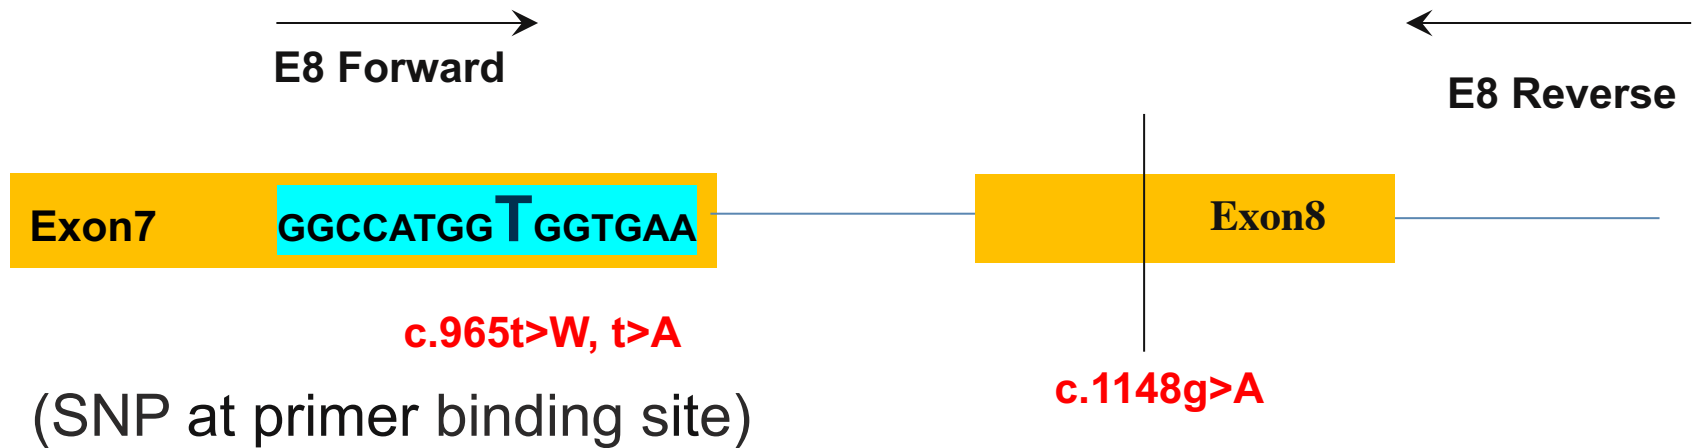 E8 Forward
E8 Reverse
Exon7
GGCCATGGTGGTGAA
Exon8
c.965t>W, t>A
c.1148g>A
(SNP at primer binding site)